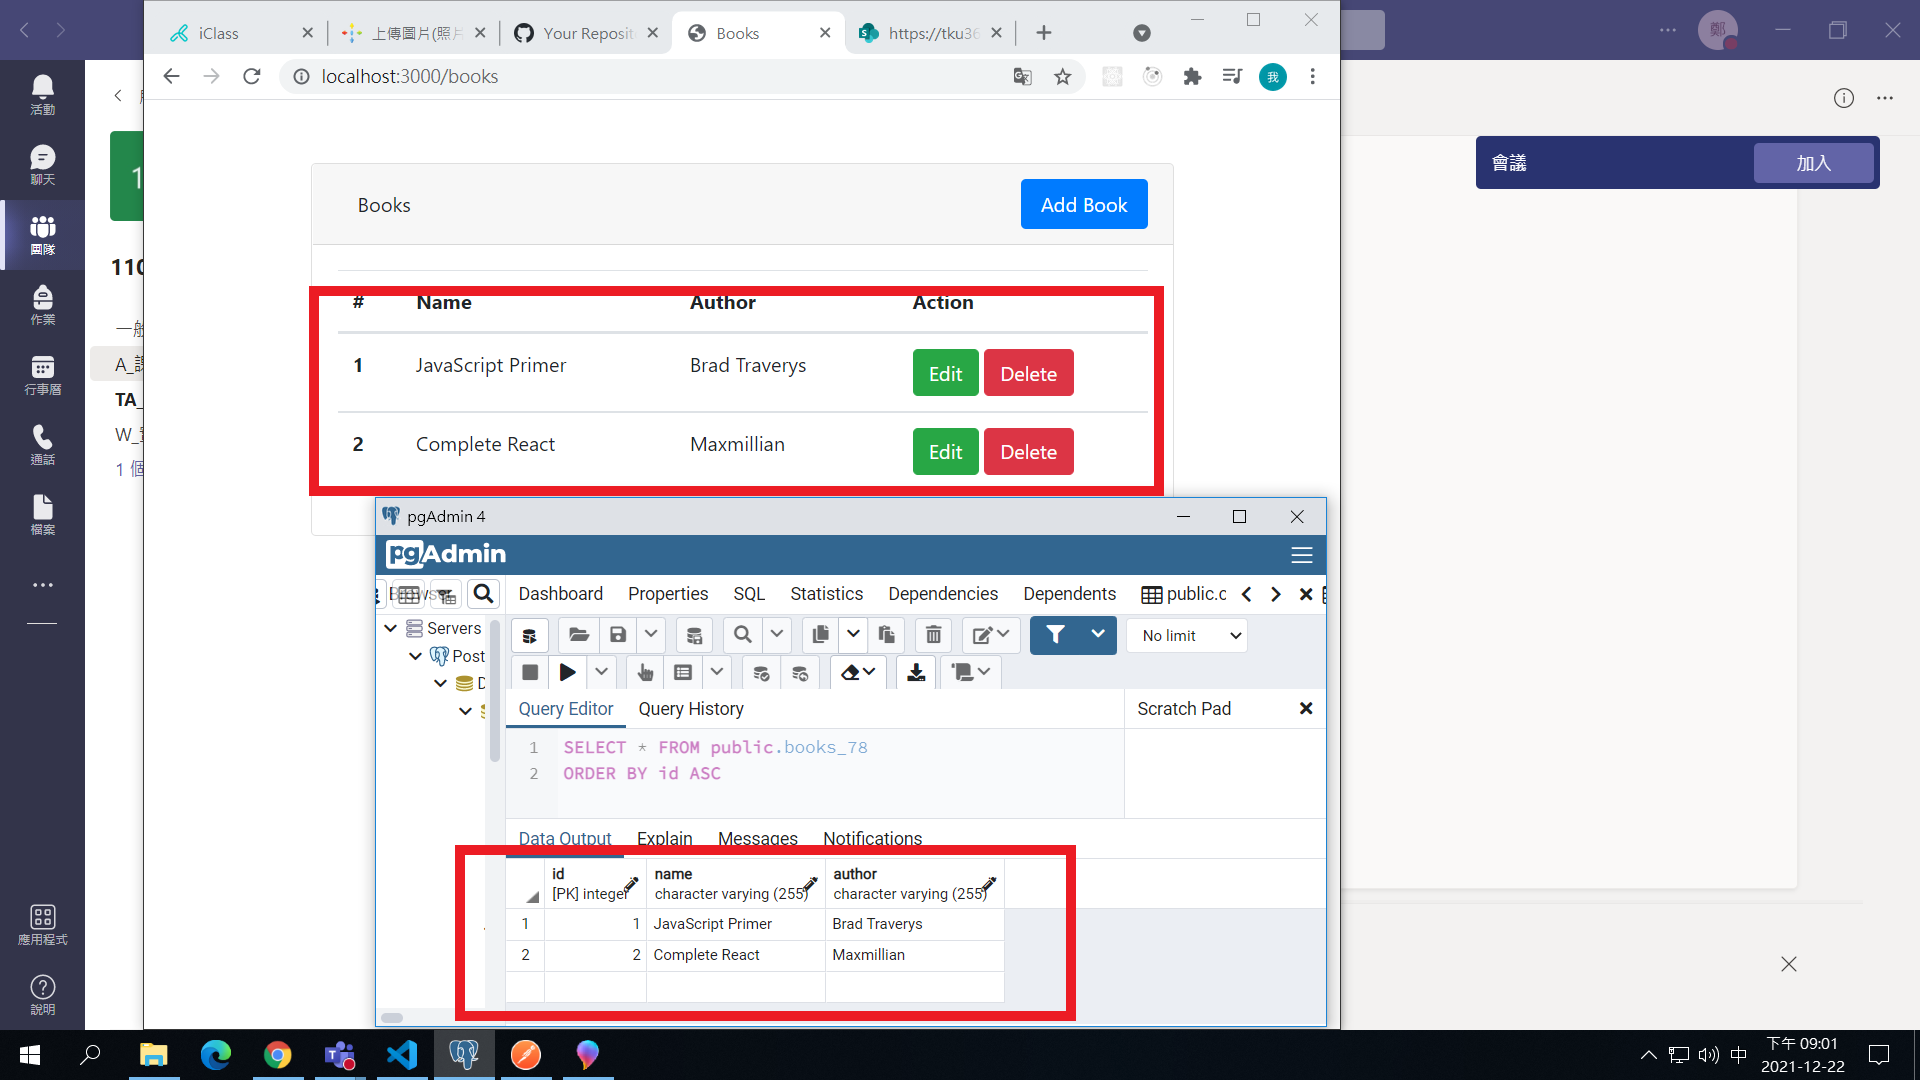 iClass
上傳圖片(照片
Your Reposit
Books
https://tku36
localhost:3000/books
我
鄭
活動
聊天
團隊
作業
行事曆
通話
檔案
應用程式
說明
110
一般
TA_
1 個
會議
加入
Books
Add Book
# Name Author Action
1 JavaScript Primer Brad Traverys Edit Delete
2 Complete React Maxmillian Edit Delete
pgAdmin 4
pgAdmin
Browser
Dashboard Properties SQL Statistics Dependencies Dependents public.c
Servers
Post
D
No limit
Query Editor Query History
Scratch Pad
1 SELECT * FROM public.books_78
2 ORDER BY id ASC
Data Output Explain Messages Notifications
id name author
[PK] integer character varying (255) character varying (255)
1 1 JavaScript Primer Brad Traverys
2 2 Complete React Maxmillian
中
下午 09:01
2021-12-22